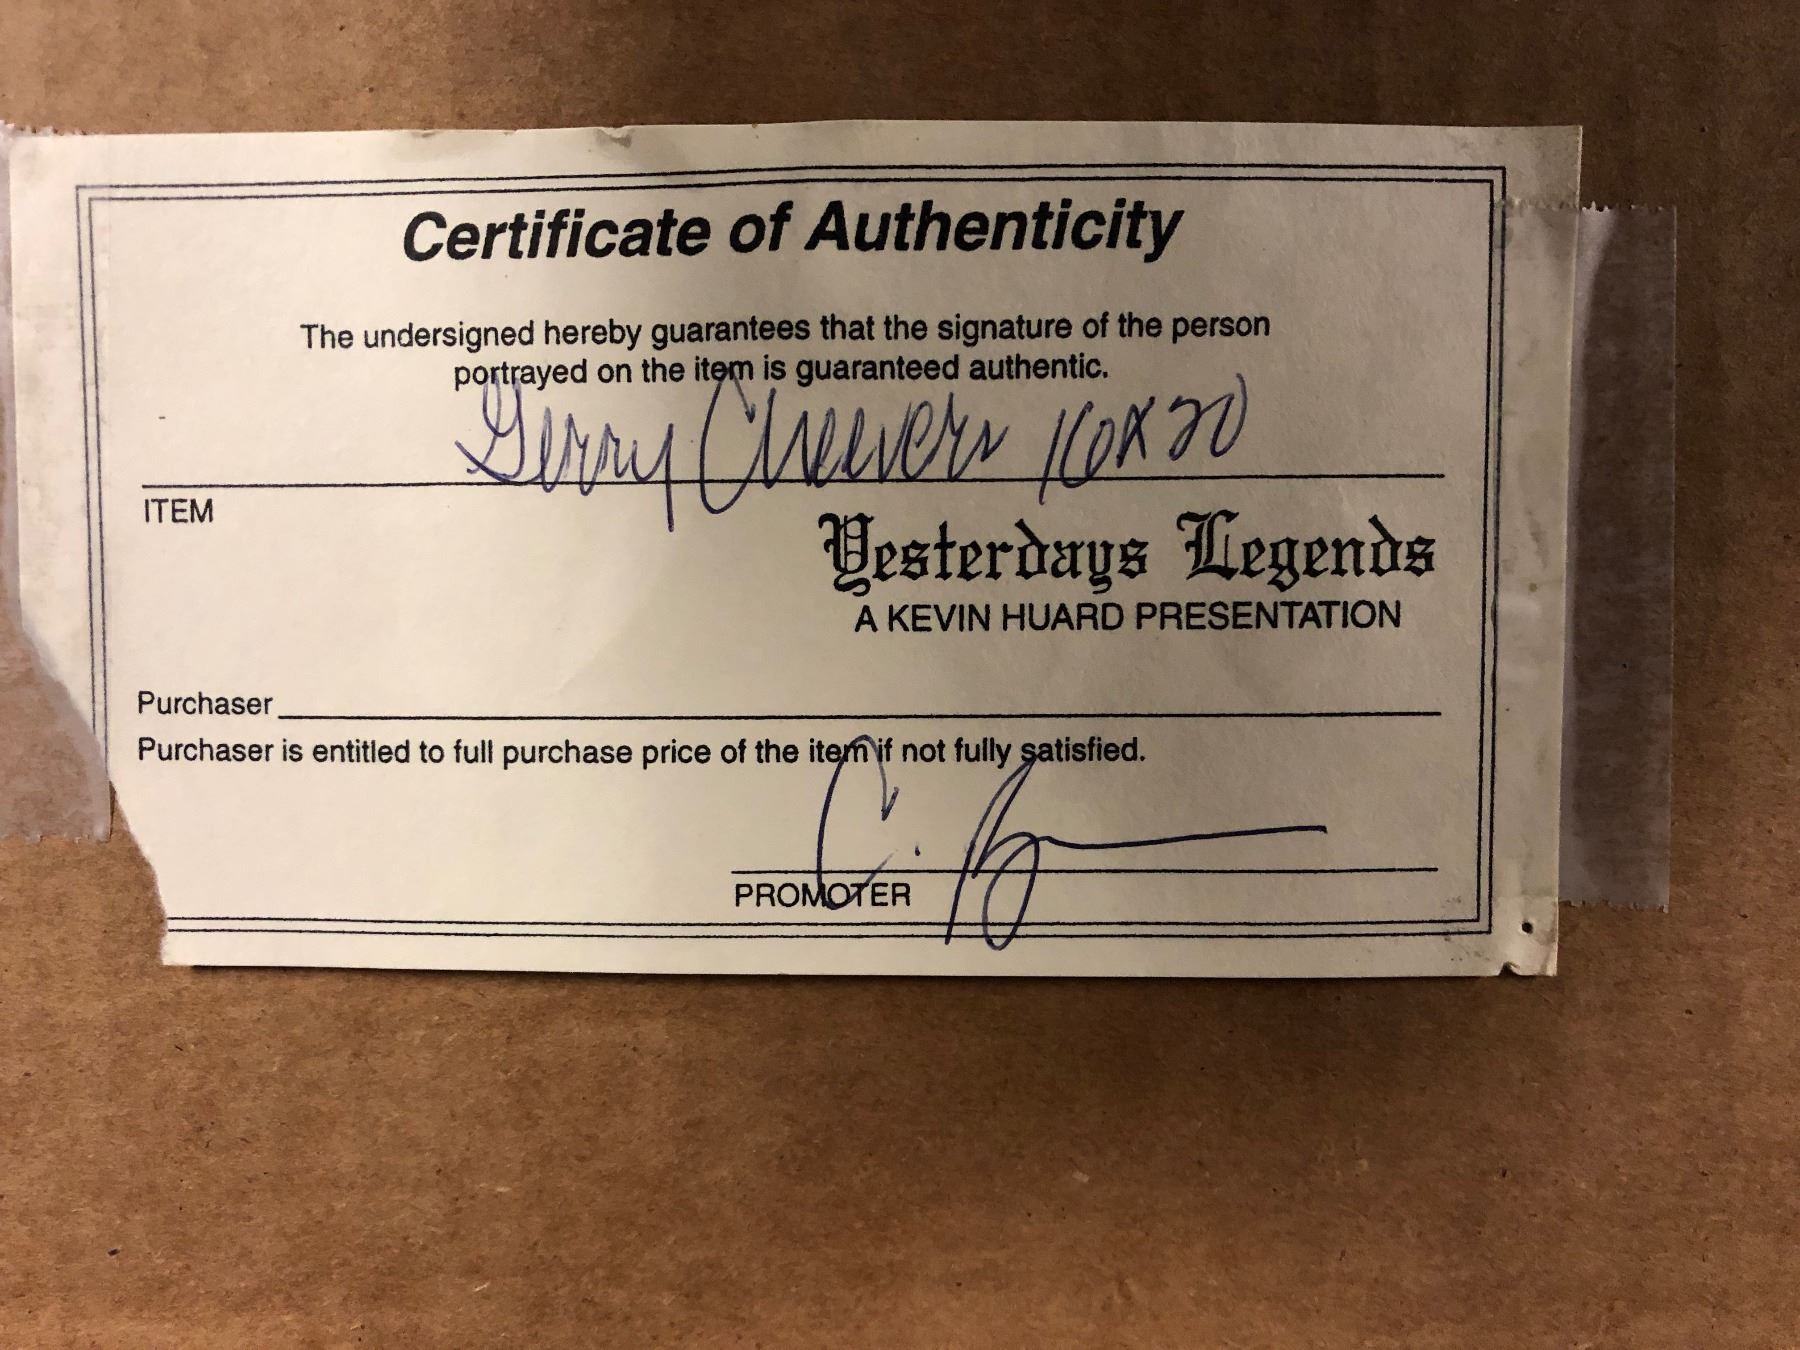 Certificate of Authenticity
The undersigned hereby guarantees that the signature of the person
portrayed on the item is guaranteed authentic.
Gerry Cheevers 16x20
ITEM
Yesterdays Legends
A KEVIN HUARD PRESENTATION
Purchaser
Purchaser is entitled to full purchase price of the item if not fully satisfied.
PROMOTER